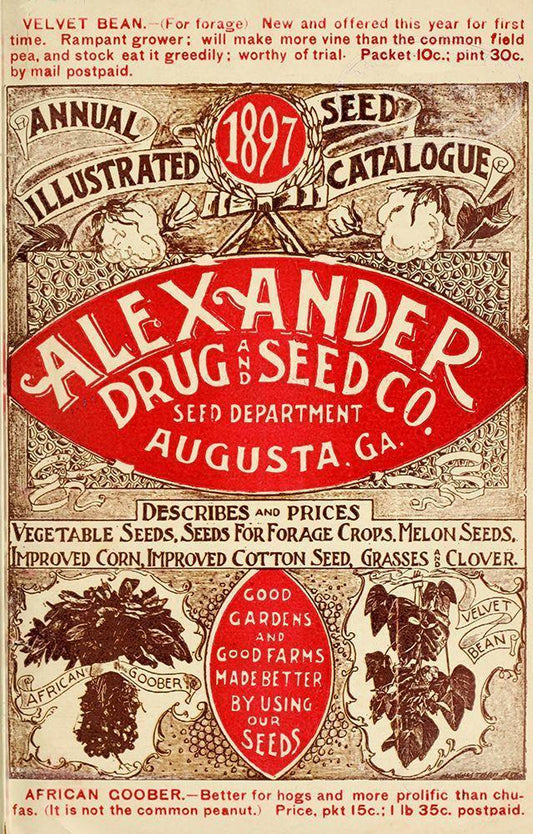 VELVET BEAN.—(For forage) New and offered this year for first
time. Rampant grower; will make more vine than the common field
pea, and stock eat it greedily; worthy of trial. Packet 10c.; pint 30c.
by mail postpaid.
ANNUAL
ILLUSTRATED
1897
SEED
CATALOGUE
ALEXANDER
DRUG AND SEED CO.
SEED DEPARTMENT
AUGUSTA, GA.
DESCRIBES AND PRICES
VEGETABLE SEEDS, SEEDS FOR FORAGE CROPS, MELON SEEDS,
IMPROVED CORN, IMPROVED COTTON SEED, GRASSES AND CLOVER.
AFRICAN GOOBER
GOOD
GARDENS
AND
GOOD FARMS
MADE BETTER
BY USING
OUR
SEEDS
VELVET
BEAN
AFRICAN GOOBER.—Better for hogs and more prolific than chu-
fas. (It is not the common peanut.) Price, pkt 15c.; 1 lb 35c. postpaid.